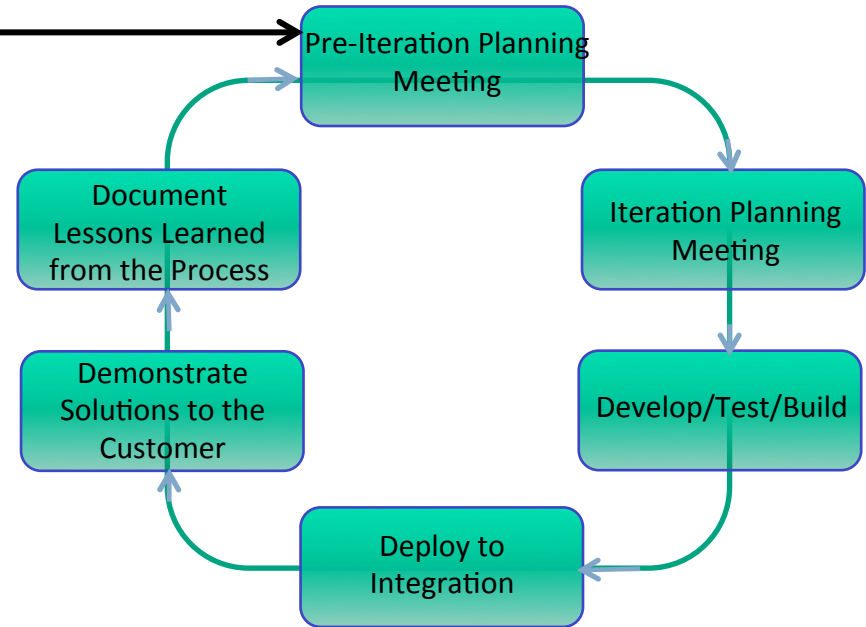 Pre-Iteration Planning
Meeting
Iteration Planning
Meeting
Develop/Test/Build
Deploy to
Integration
Demonstrate
Solutions to the
Customer
Document
Lessons Learned
from the Process